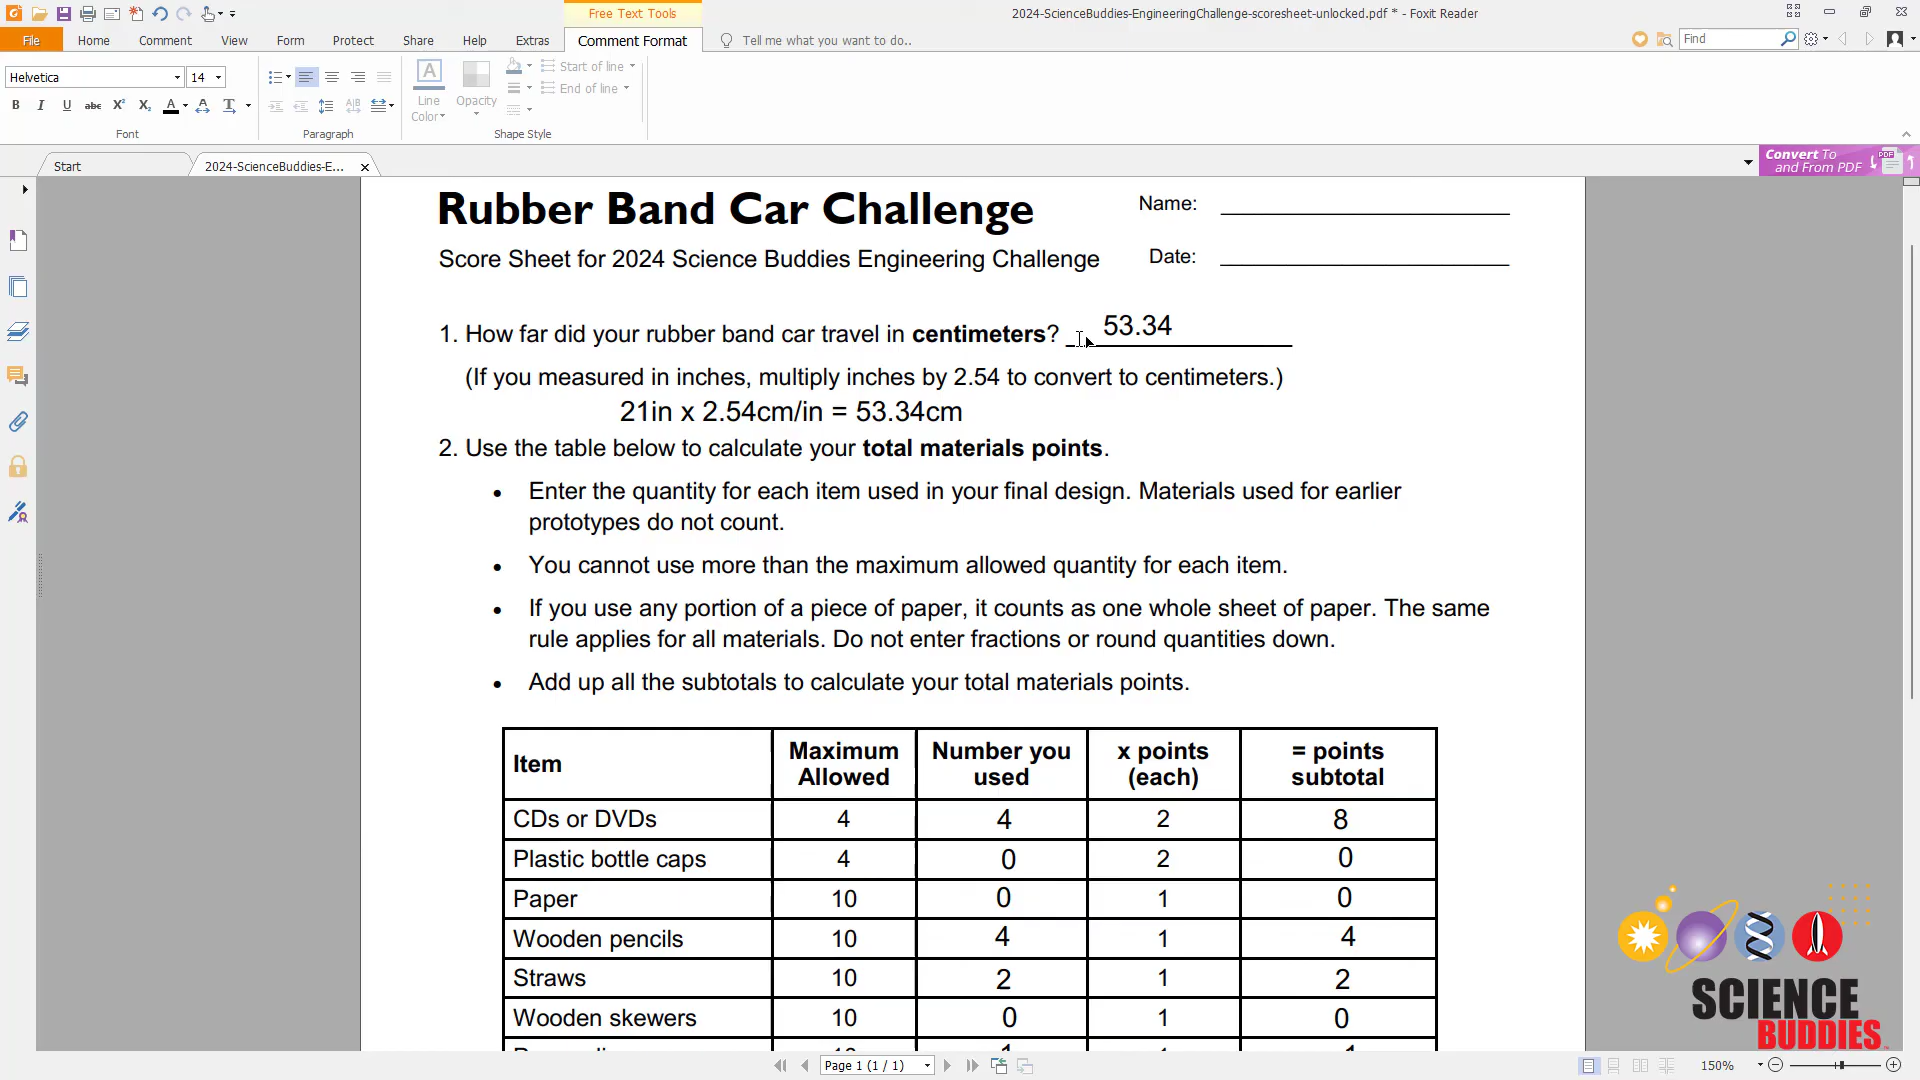 Free Text Tools
2024-ScienceBuddies-EngineeringChallenge-scoresheet-unlocked.pdf * - Foxit Reader
File Home Comment View Form Protect Share Help Extras Comment Format Tell me what you want to do.. Find
Helvetica 14
Start of line
End of line
B I U abc X² X₂ A
Line Color
Opacity
Font Paragraph Shape Style
Start
2024-ScienceBuddies-E...
Convert To and From PDF
Rubber Band Car Challenge
Name:
Score Sheet for 2024 Science Buddies Engineering Challenge
Date:
1. How far did your rubber band car travel in centimeters? 53.34
(If you measured in inches, multiply inches by 2.54 to convert to centimeters.)
21in x 2.54cm/in = 53.34cm
2. Use the table below to calculate your total materials points.
• Enter the quantity for each item used in your final design. Materials used for earlier
prototypes do not count.
• You cannot use more than the maximum allowed quantity for each item.
• If you use any portion of a piece of paper, it counts as one whole sheet of paper. The same
rule applies for all materials. Do not enter fractions or round quantities down.
• Add up all the subtotals to calculate your total materials points.
Item Maximum Allowed Number you used x points (each) = points subtotal
CDs or DVDs 4 4 2 8
Plastic bottle caps 4 0 2 0
Paper 10 0 1 0
Wooden pencils 10 4 1 4
Straws 10 2 1 2
Wooden skewers 10 0 1 0
SCIENCE
BUDDIES
Page 1 (1 / 1)
150%